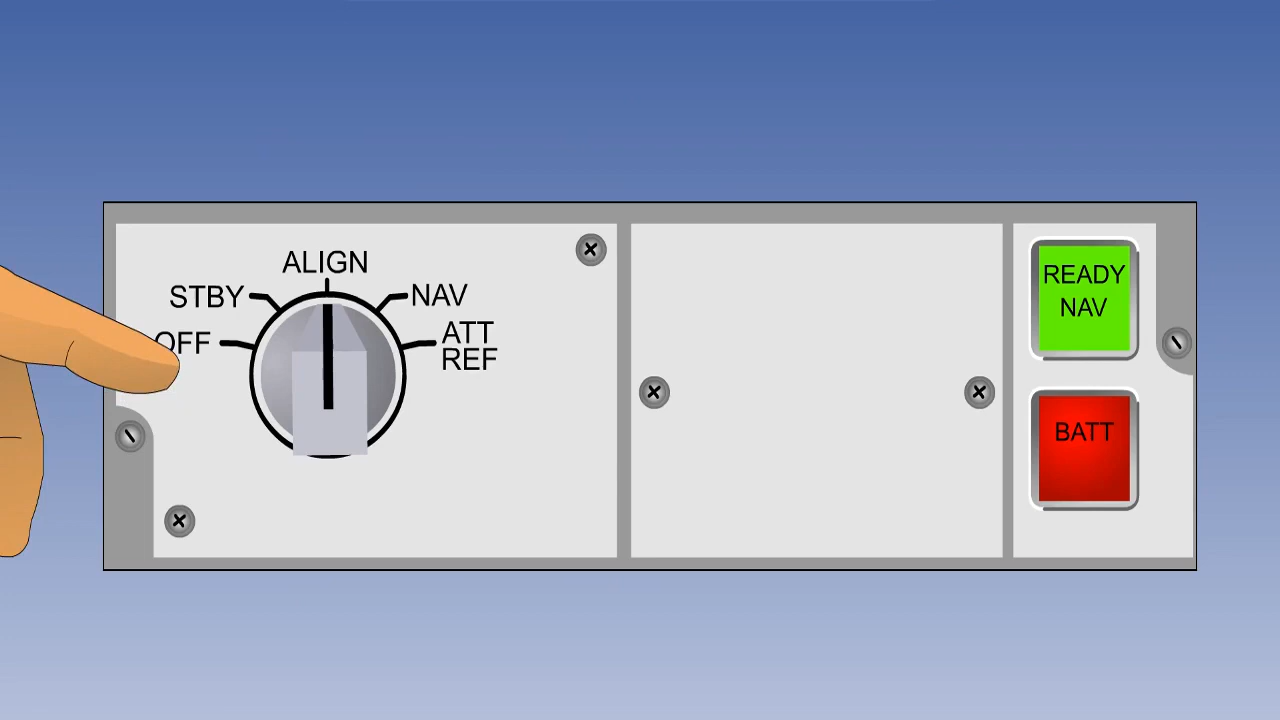 ALIGN
STBY
NAV
OFF
ATT
REF
READY
NAV
BATT